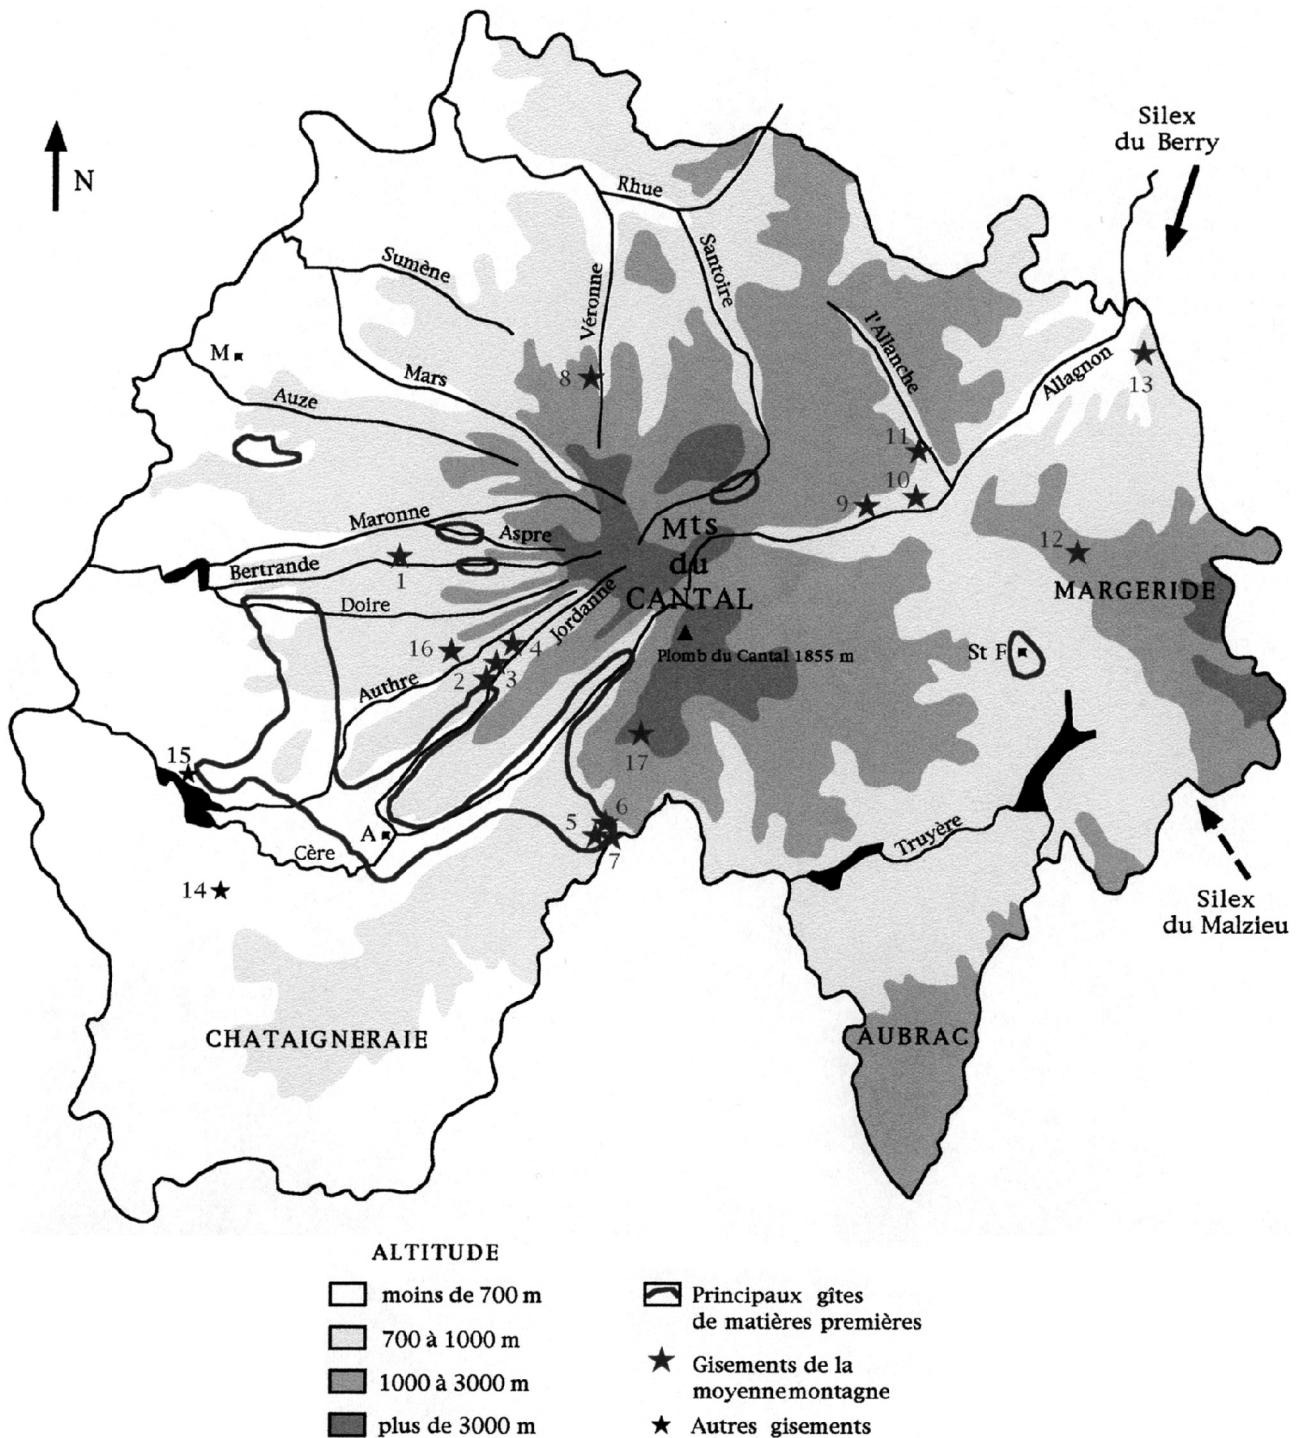 Silex
du Berry
N
Rhue
Sumène
Santoire
Véronne
l'Allanche
M
Mars
Allagnon
8
13
Auze
11
10
9
Maronne
Aspre
Mts
du
CANTAL
12
MARGERIDE
Bertrande
1
Doire
Jordanne
Plomb du Cantal 1855 m
St F
16
4
Authre
2
3
15
17
6
5
7
A
Cère
Truyère
14
Silex
du Malzieu
CHATAIGNERAIE
AUBRAC
ALTITUDE
moins de 700 m
700 à 1000 m
1000 à 3000 m
plus de 3000 m
Principaux gîtes
de matières premières
Gisements de la
moyennemontagne
Autres gisements